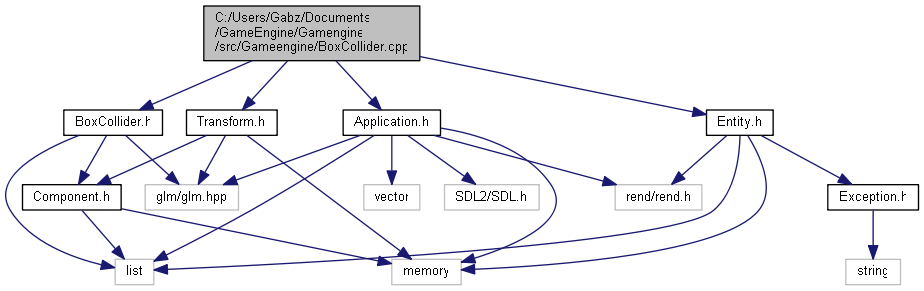 C:/Users/Gabz/Documents
/GameEngine/Gamengine
/src/Gameengine/BoxCollider.cpp
BoxCollider.h
Transform.h
Application.h
Entity.h
Component.h
glm/glm.hpp
vector
SDL2/SDL.h
rend/rend.h
Exception.h
list
memory
string